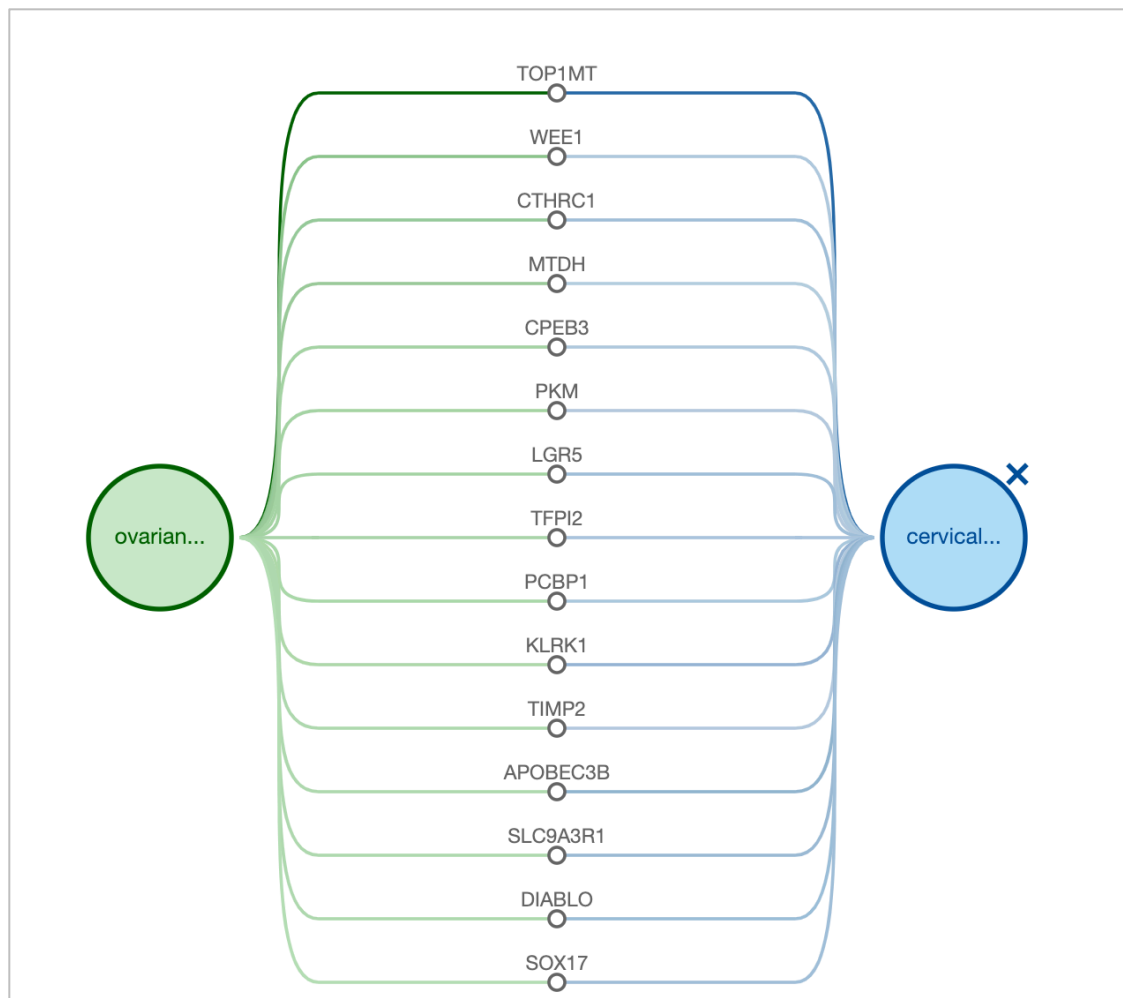 TOP1MT
WEE1
CTHRC1
MTDH
CPEB3
PKM
LGR5
TFPI2
ovarian...
cervical...
PCBP1
KLRK1
TIMP2
APOBEC3B
SLC9A3R1
DIABLO
SOX17